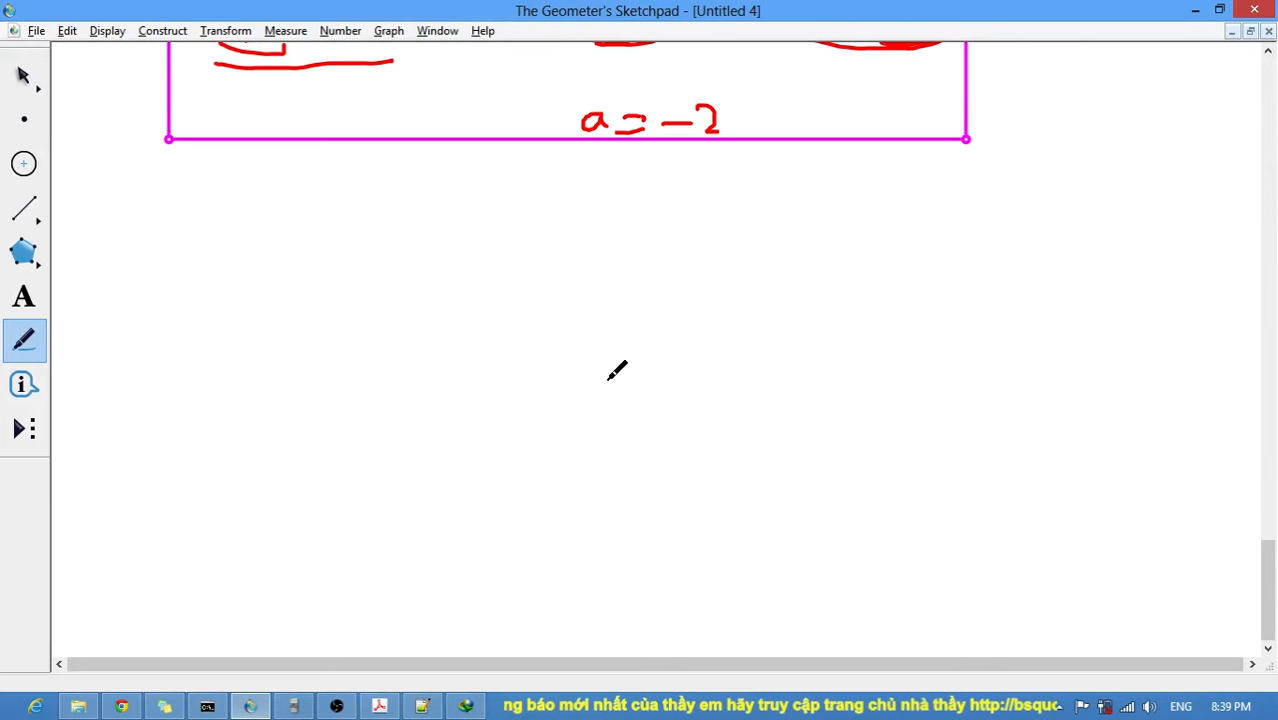 The Geometer's Sketchpad - [Untitled 4]
File Edit Display Construct Transform Measure Number Graph Window Help
a = -2
A
ng báo mới nhất của thầy em hãy truy cập trang chủ nhà thầy http://bsquo
ENG 8:39 PM